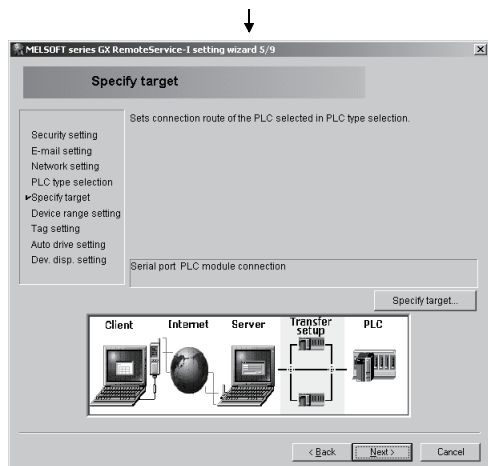 MELSOFT series GX RemoteService-I setting wizard 5/9
Specify target
Sets connection route of the PLC selected in PLC type selection.
Security setting
E-mail setting
Network setting
PLC type selection
Specify target
Device range setting
Tag setting
Auto drive setting
Dev. disp. setting
Serial port PLC module connection
Specify target...
Client Internet Server Transfer setup PLC
< Back Next > Cancel